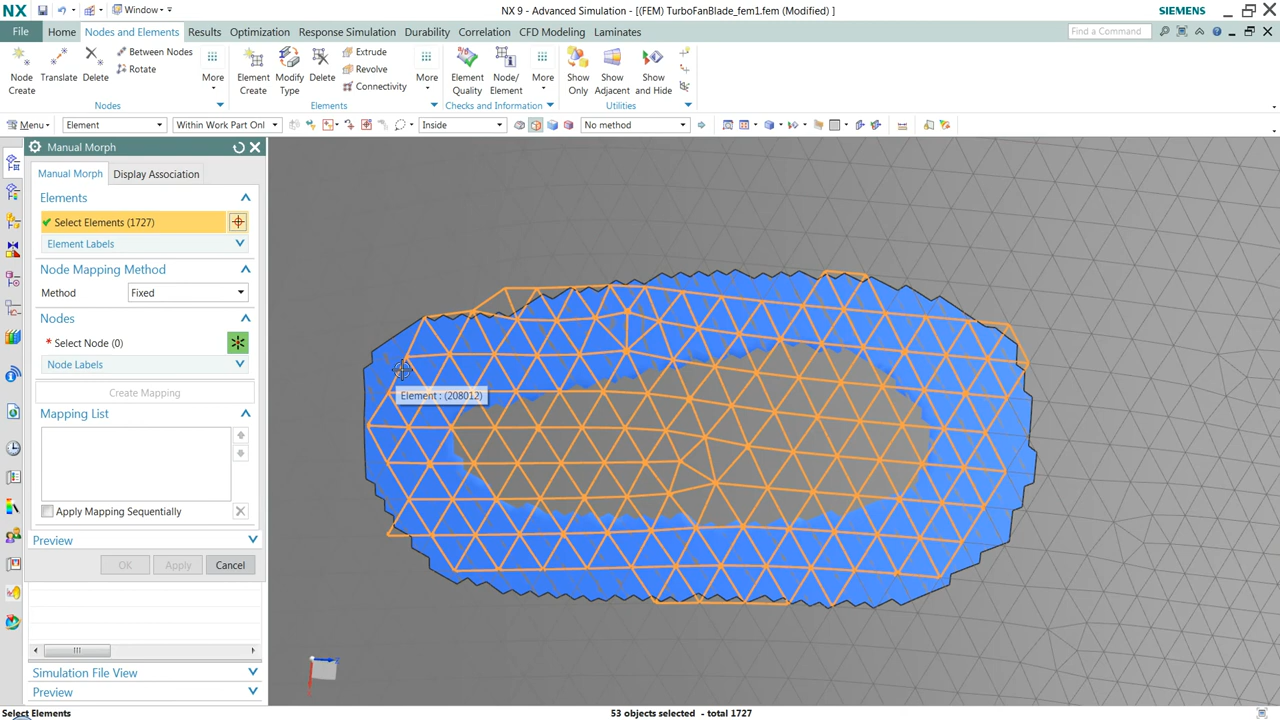 NX
Window
NX 9 - Advanced Simulation - [(FEM) TurboFanBlade_fem1.fem (Modified) ]
SIEMENS
File
Home
Nodes and Elements
Results
Optimization
Response Simulation
Durability
Correlation
CFD Modeling
Laminates
Find a Command
Node Create
Translate
Delete
Between Nodes
Rotate
More
Element Create
Modify Type
Delete
Extrude
Revolve
Connectivity
More
Element Quality
Node/ Element
More
Show Only
Show Adjacent
Show and Hide
Nodes
Elements
Checks and Information
Utilities
Menu
Element
Within Work Part Onl
Inside
No method
Manual Morph
Manual Morph
Display Association
Elements
Select Elements (1727)
Element Labels
Node Mapping Method
Method
Fixed
Nodes
* Select Node (0)
Node Labels
Create Mapping
Mapping List
Apply Mapping Sequentially
Preview
OK
Apply
Cancel
Simulation File View
Preview
Element : (208012)
Select Elements
53 objects selected - total 1727